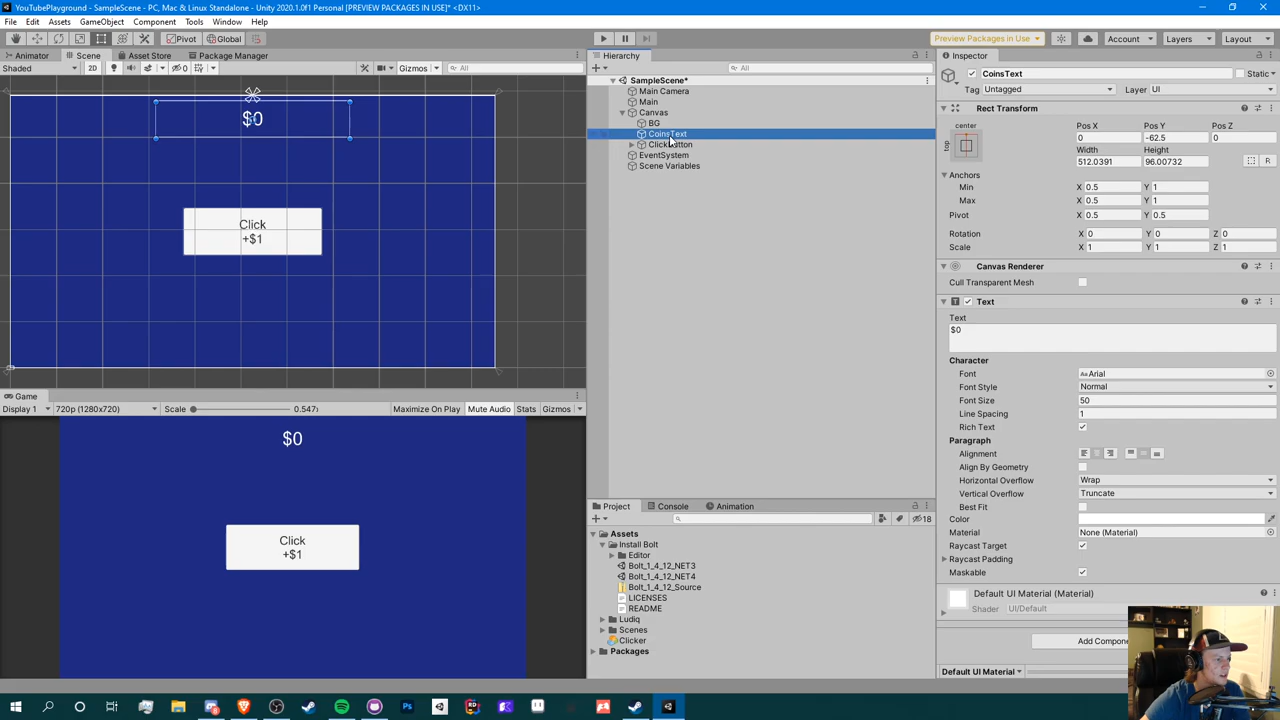 YouTubePlayground - SampleScene - PC, Mac & Linux Standalone - Unity 2020.1.0f1 Personal [PREVIEW PACKAGES IN USE]* <DX11>
File Edit Assets GameObject Component Tools Window Help
Pivot Global Preview Packages in Use Account Layers Layout
Animator Scene Asset Store Package Manager
Shaded 2D 0 Gizmos All
$0
Click
+$1
Game
Display 1 720p (1280x720) Scale 0.547x Maximize On Play Mute Audio Stats Gizmos
$0
Click
+$1
Hierarchy
All
SampleScene*
Main Camera
Main
Canvas
BG
CoinsText
ClickButton
EventSystem
Scene Variables
Project Console Animation
18
Assets
Install Bolt
Editor
Bolt_1_4_12_NET3
Bolt_1_4_12_NET4
Bolt_1_4_12_Source
LICENSES
README
Ludiq
Scenes
Clicker
Packages
Inspector
CoinsText Static
Tag Untagged Layer UI
Rect Transform
center
top
Pos X Pos Y Pos Z
0 -62.5 0
Width Height
512.0391 96.00732
R
Anchors
Min X 0.5 Y 1
Max X 0.5 Y 1
Pivot X 0.5 Y 0.5
Rotation X 0 Y 0 Z 0
Scale X 1 Y 1 Z 1
Canvas Renderer
Cull Transparent Mesh
Text
Text
$0
Character
Font Arial
Font Style Normal
Font Size 50
Line Spacing 1
Rich Text
Paragraph
Alignment
Align By Geometry
Horizontal Overflow Wrap
Vertical Overflow Truncate
Best Fit
Color
Material None (Material)
Raycast Target
Raycast Padding
Maskable
Default UI Material (Material)
Shader UI/Default
Add Compone
Default UI Material